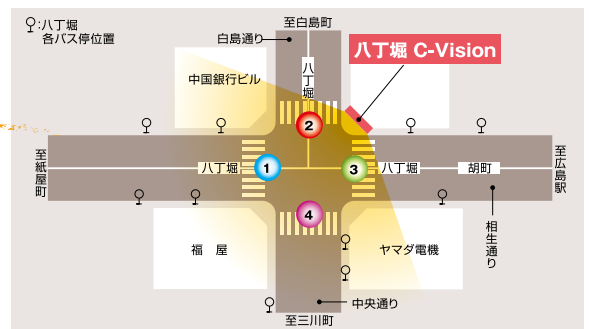 :八丁堀
各バス停位置
至白島町
白島通り
八丁堀 C-Vision
中国銀行ビル
八丁堀
2
至紙屋町
八丁堀
1
3
八丁堀
胡町
至広島駅
4
福屋
ヤマダ電機
相生通り
中央通り
至三川町